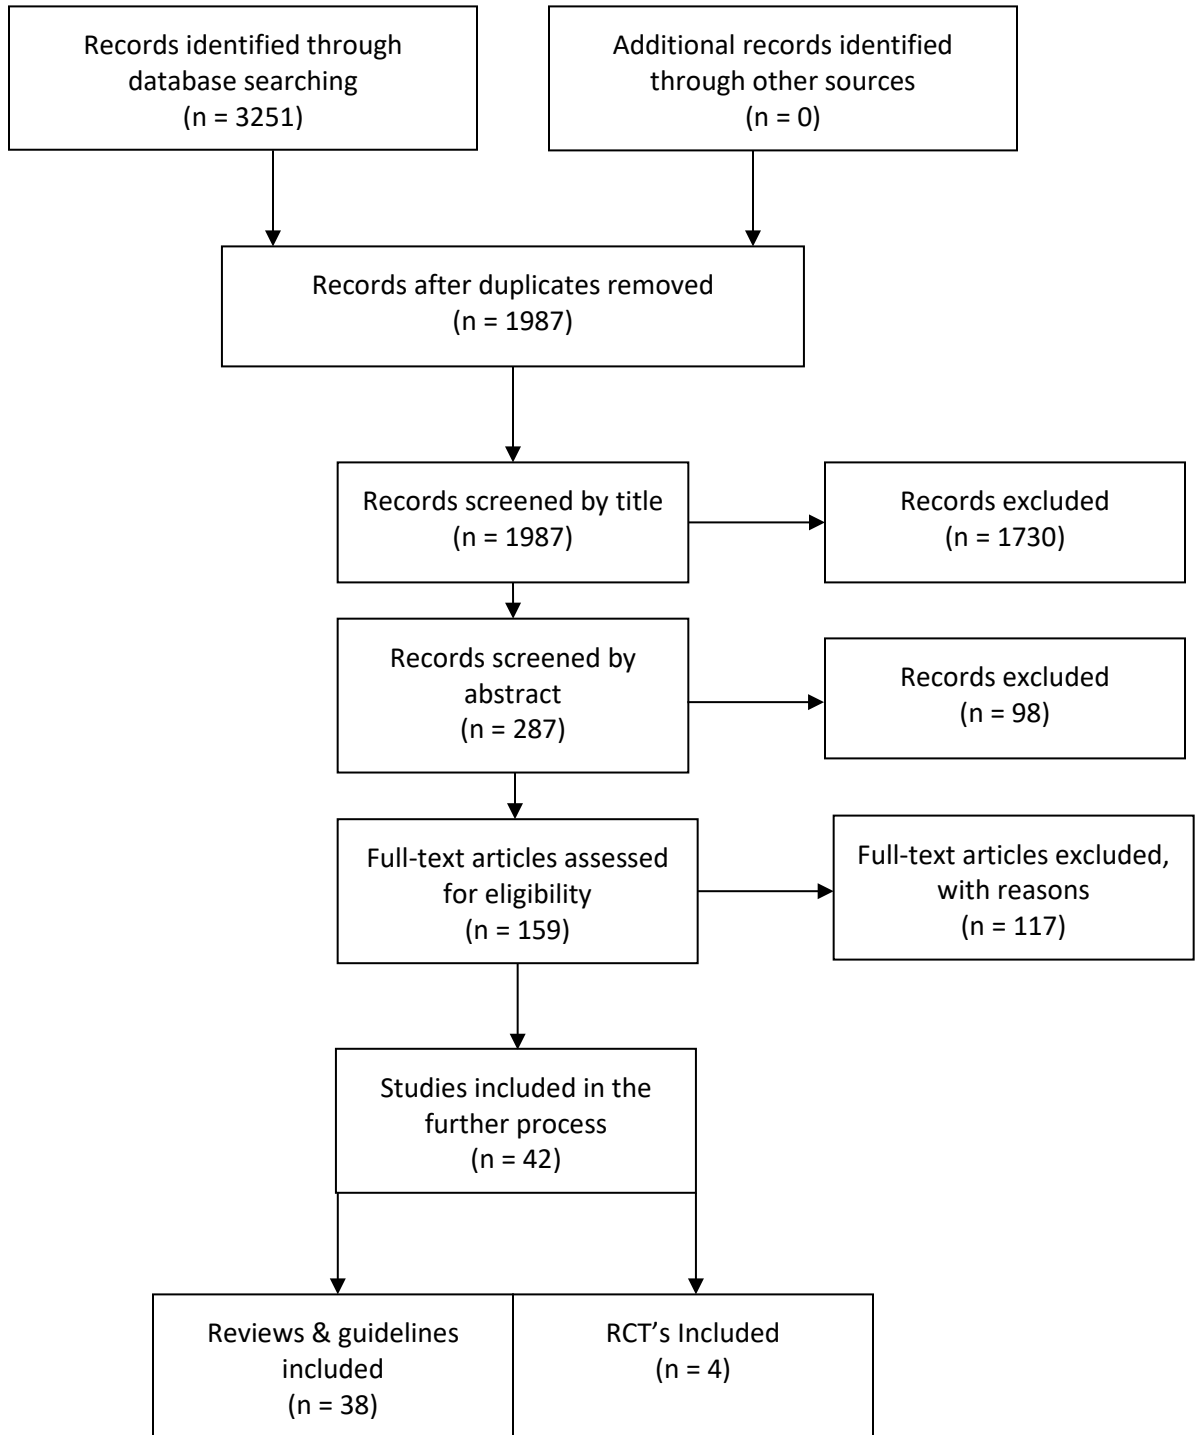 Records identified through
database searching
(n = 3251)
Additional records identified
through other sources
(n = 0)
Records after duplicates removed
(n = 1987)
Records screened by title
(n = 1987)
Records excluded
(n = 1730)
Records screened by
abstract
(n = 287)
Records excluded
(n = 98)
Full-text articles assessed
for eligibility
(n = 159)
Full-text articles excluded,
with reasons
(n = 117)
Studies included in the
further process
(n = 42)
Reviews & guidelines
included
(n = 38)
RCT’s Included
(n = 4)